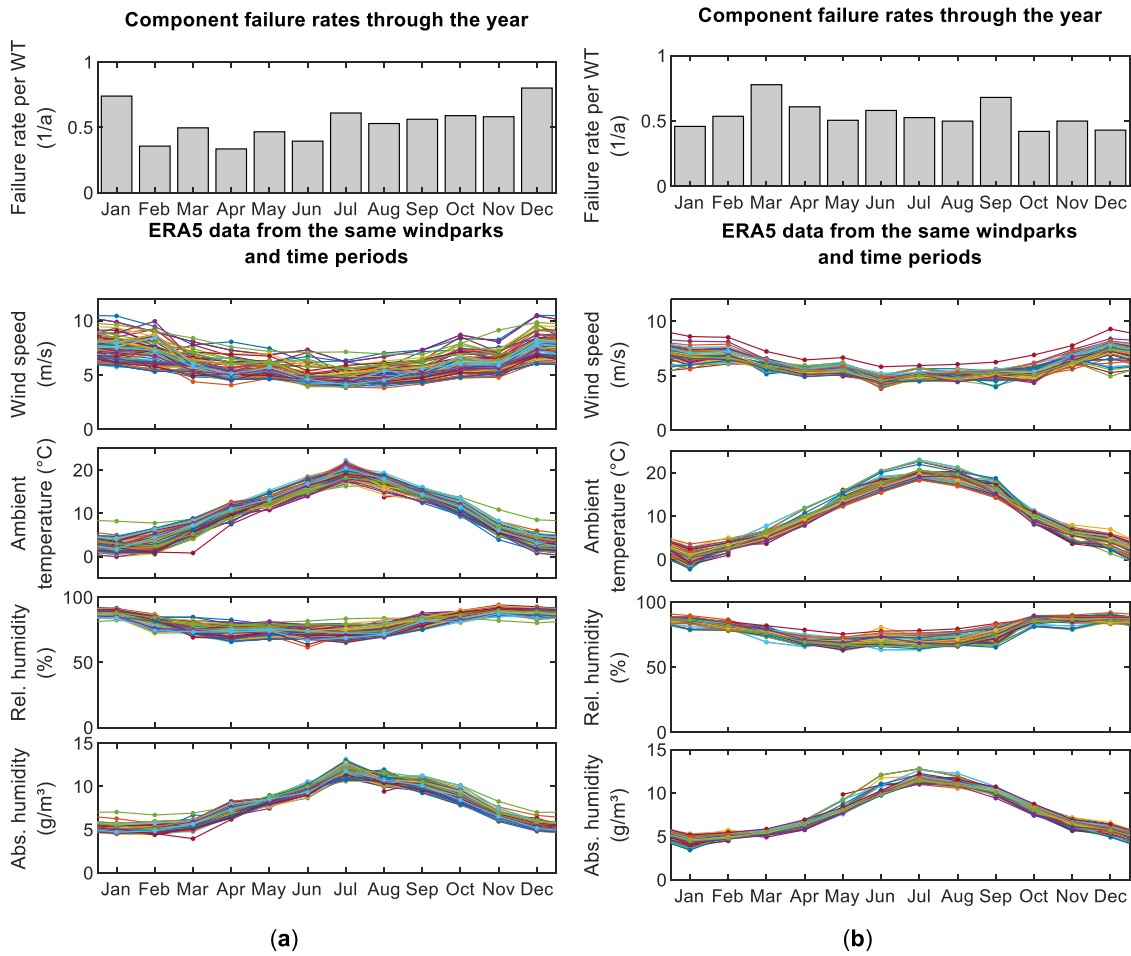 Component failure rates through the year
Failure rate per WT
(1/a)
1
0.5
0
Jan Feb Mar Apr May Jun Jul Aug Sep Oct Nov Dec
ERA5 data from the same windparks
and time periods
Wind speed
(m/s)
10
5
0
Ambient
temperature (°C)
20
10
0
Rel. humidity
(%)
100
50
0
Abs. humidity
(g/m³)
15
10
5
0
Jan Feb Mar Apr May Jun Jul Aug Sep Oct Nov Dec
(a)
Component failure rates through the year
Failure rate per WT
(1/a)
1
0.5
0
Jan Feb Mar Apr May Jun Jul Aug Sep Oct Nov Dec
ERA5 data from the same windparks
and time periods
Wind speed
(m/s)
10
5
0
Ambient
temperature (°C)
20
10
0
Rel. humidity
(%)
100
50
0
Abs. humidity
(g/m³)
15
10
5
0
Jan Feb Mar Apr May Jun Jul Aug Sep Oct Nov Dec
(b)